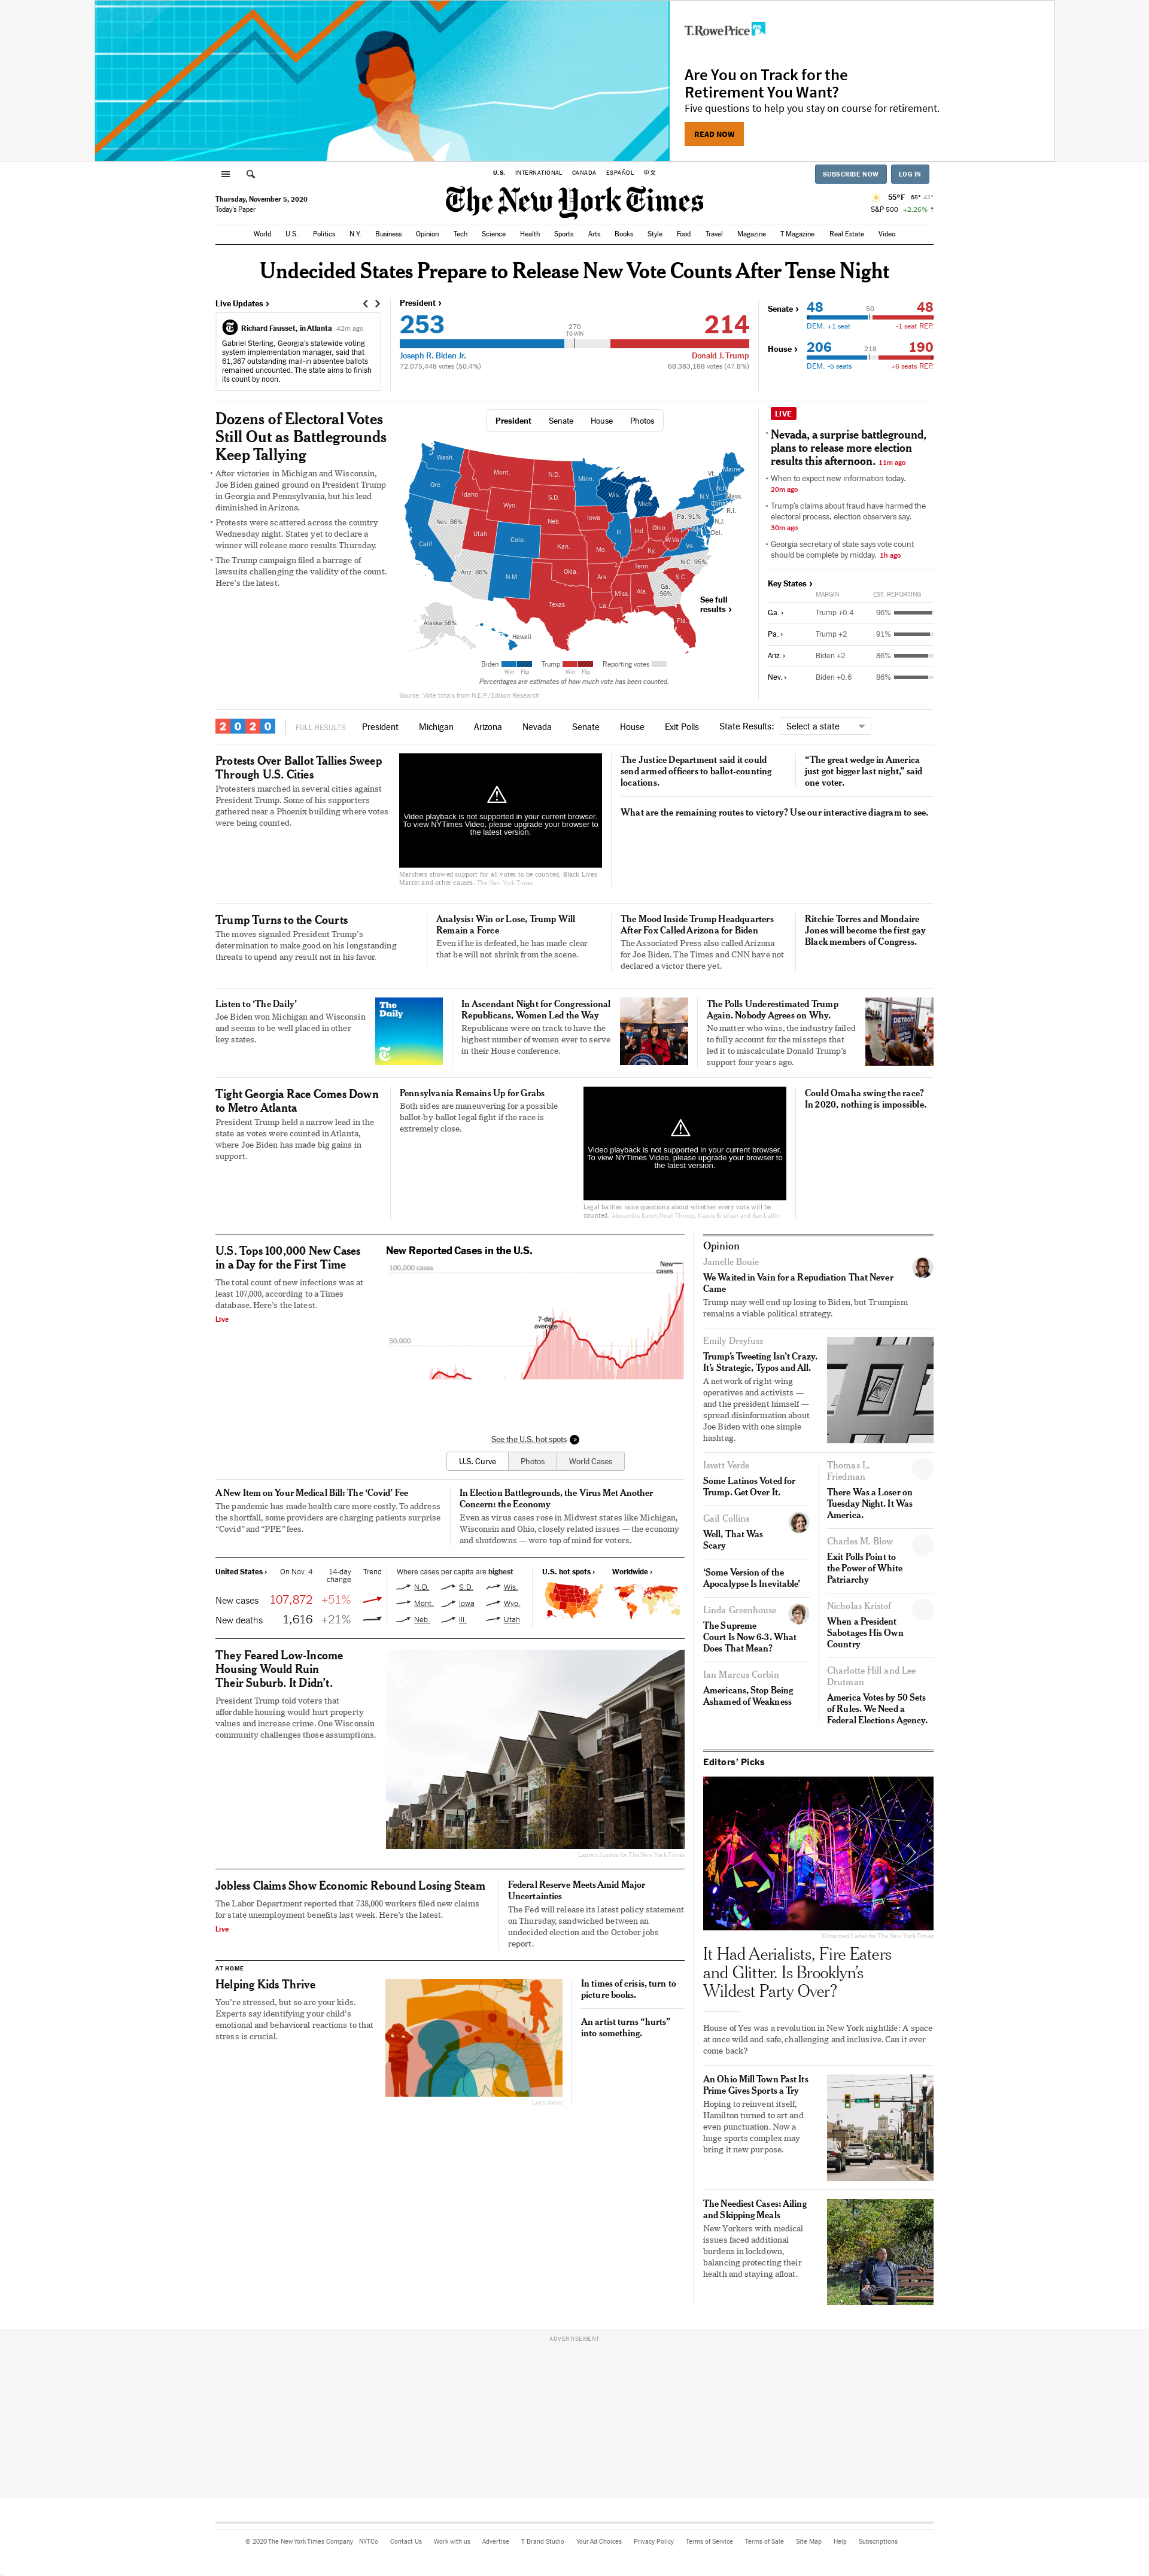 T.RowePrice
Are You on Track for the
Retirement You Want?
Five questions to help you stay on course for retirement.
READ NOW
U.S. INTERNATIONAL CANADA ESPAÑOL 中文
SUBSCRIBE NOW LOG IN
Thursday, November 5, 2020
Today's Paper
The New York Times
55°F 68° 43°
S&P 500 +2.26%
World U.S. Politics N.Y. Business Opinion Tech Science Health Sports Arts Books Style Food Travel Magazine T Magazine Real Estate Video
Undecided States Prepare to Release New Vote Counts After Tense Night
Live Updates ›
Richard Fausset, in Atlanta 42m ago
Gabriel Sterling, Georgia's statewide voting
system implementation manager, said that
61,367 outstanding mail-in absentee ballots
remained uncounted. The state aims to finish
its count by noon.
President ›
253 270 TO WIN 214
Joseph R. Biden Jr. Donald J. Trump
72,075,448 votes (50.4%) 68,383,188 votes (47.8%)
Senate › 48 50 48
DEM. +1 seat -1 seat REP.
House › 206 218 190
DEM. -5 seats +6 seats REP.
Dozens of Electoral Votes
Still Out as Battlegrounds
Keep Tallying
After victories in Michigan and Wisconsin,
Joe Biden gained ground on President Trump
in Georgia and Pennsylvania, but his lead
diminished in Arizona.
Protests were scattered across the country
Wednesday night. States yet to declare a
winner will release more results Thursday.
The Trump campaign filed a barrage of
lawsuits challenging the validity of the count.
Here's the latest.
President Senate House Photos
Wash. Mont. N.D. Minn. Vt. Maine
Ore. Idaho S.D. Wis. Mich. N.H. Mass.
Wyo. N.Y. Conn. R.I.
Nev. 86% Neb. Iowa Pa. 91% N.J.
Utah Colo. Ill. Ind. Ohio W.Va. Del.
Calif. Kan. Mo. Ky. Va.
Ariz. 86% N.M. Okla. Ark. Tenn. N.C. 95%
Texas La. Miss. Ala. Ga. 96% S.C.
Fla.
Alaska 56% Hawaii
See full
results ›
Biden Trump Reporting votes
Win Flip Win Flip
Percentages are estimates of how much vote has been counted.
Source: Vote totals from N.E.P./Edison Research
LIVE
Nevada, a surprise battleground,
plans to release more election
results this afternoon. 11m ago
When to expect new information today.
20m ago
Trump's claims about fraud have harmed the
electoral process, election observers say.
30m ago
Georgia secretary of state says vote count
should be complete by midday. 1h ago
Key States ›
MARGIN EST. REPORTING
Ga. › Trump +0.4 96%
Pa. › Trump +2 91%
Ariz. › Biden +2 86%
Nev. › Biden +0.6 86%
2020 FULL RESULTS President Michigan Arizona Nevada Senate House Exit Polls State Results: Select a state
Protests Over Ballot Tallies Sweep
Through U.S. Cities
Protesters marched in several cities against
President Trump. Some of his supporters
gathered near a Phoenix building where votes
were being counted.
Video playback is not supported in your current browser.
To view NYTimes Video, please upgrade your browser to
the latest version.
Marchers showed support for all votes to be counted, Black Lives
Matter and other causes. The New York Times
The Justice Department said it could
send armed officers to ballot-counting
locations.
“The great wedge in America
just got bigger last night,” said
one voter.
What are the remaining routes to victory? Use our interactive diagram to see.
Trump Turns to the Courts
The moves signaled President Trump's
determination to make good on his longstanding
threats to upend any result not in his favor.
Analysis: Win or Lose, Trump Will
Remain a Force
Even if he is defeated, he has made clear
that he will not shrink from the scene.
The Mood Inside Trump Headquarters
After Fox Called Arizona for Biden
The Associated Press also called Arizona
for Joe Biden. The Times and CNN have not
declared a victor there yet.
Ritchie Torres and Mondaire
Jones will become the first gay
Black members of Congress.
Listen to ‘The Daily’
Joe Biden won Michigan and Wisconsin
and seems to be well placed in other
key states.
The
Daily
In Ascendant Night for Congressional
Republicans, Women Led the Way
Republicans were on track to have the
highest number of women ever to serve
in their House conference.
The Polls Underestimated Trump
Again. Nobody Agrees on Why.
No matter who wins, the industry failed
to fully account for the missteps that
led it to miscalculate Donald Trump's
support four years ago.
DETROIT
Tight Georgia Race Comes Down
to Metro Atlanta
President Trump held a narrow lead in the
state as votes were counted in Atlanta,
where Joe Biden has made big gains in
support.
Pennsylvania Remains Up for Grabs
Both sides are maneuvering for a possible
ballot-by-ballot legal fight if the race is
extremely close.
Video playback is not supported in your current browser.
To view NYTimes Video, please upgrade your browser to
the latest version.
Legal battles raise questions about whether every vote will be
counted.
Could Omaha swing the race?
In 2020, nothing is impossible.
U.S. Tops 100,000 New Cases
in a Day for the First Time
The total count of new infections was at
least 107,000, according to a Times
database. Here's the latest.
Live
New Reported Cases in the U.S.
100,000 cases
New
cases
7-day
average
50,000
See the U.S. hot spots
U.S. Curve Photos World Cases
A New Item on Your Medical Bill: The ‘Covid’ Fee
The pandemic has made health care more costly. To address
the shortfall, some providers are charging patients surprise
“Covid” and “PPE” fees.
In Election Battlegrounds, the Virus Met Another
Concern: the Economy
Even as virus cases rose in Midwest states like Michigan,
Wisconsin and Ohio, closely related issues — the economy
and shutdowns — were top of mind for voters.
United States › On Nov. 4 14-day change Trend
New cases 107,872 +51%
New deaths 1,616 +21%
Where cases per capita are highest
N.D. S.D. Wis.
Mont. Iowa Wyo.
Neb. Ill. Utah
U.S. hot spots › Worldwide ›
They Feared Low-Income
Housing Would Ruin
Their Suburb. It Didn't.
President Trump told voters that
affordable housing would hurt property
values and increase crime. One Wisconsin
community challenges those assumptions.
Lauren Justice for The New York Times
Jobless Claims Show Economic Rebound Losing Steam
The Labor Department reported that 738,000 workers filed new claims
for state unemployment benefits last week. Here's the latest.
Live
Federal Reserve Meets Amid Major
Uncertainties
The Fed will release its latest policy statement
on Thursday, sandwiched between an
undecided election and the October jobs
report.
AT HOME
Helping Kids Thrive
You're stressed, but so are your kids.
Experts say identifying your child's
emotional and behavioral reactions to that
stress is crucial.
Lucy Jones
In times of crisis, turn to
picture books.
An artist turns “hurts”
into something.
Opinion
Jamelle Bouie
We Waited in Vain for a Repudiation That Never
Came
Trump may well end up losing to Biden, but Trumpism
remains a viable political strategy.
Emily Dreyfuss
Trump's Tweeting Isn't Crazy.
It's Strategic, Typos and All.
A network of right-wing
operatives and activists —
and the president himself —
spread disinformation about
Joe Biden with one simple
hashtag.
Isvett Verde
Some Latinos Voted for
Trump. Get Over It.
Gail Collins
Well, That Was
Scary
‘Some Version of the
Apocalypse Is Inevitable’
Linda Greenhouse
The Supreme
Court Is Now 6-3. What
Does That Mean?
Ian Marcus Corbin
Americans, Stop Being
Ashamed of Weakness
Thomas L.
Friedman
There Was a Loser on
Tuesday Night. It Was
America.
Charles M. Blow
Exit Polls Point to
the Power of White
Patriarchy
Nicholas Kristof
When a President
Sabotages His Own
Country
Charlotte Hill and Lee
Drutman
America Votes by 50 Sets
of Rules. We Need a
Federal Elections Agency.
Editors' Picks
Mohamed Sadek for The New York Times
It Had Aerialists, Fire Eaters
and Glitter. Is Brooklyn's
Wildest Party Over?
House of Yes was a revolution in New York nightlife: A space
at once wild and safe, challenging and inclusive. Can it ever
come back?
An Ohio Mill Town Past Its
Prime Gives Sports a Try
Hoping to reinvent itself,
Hamilton turned to art and
even punctuation. Now a
huge sports complex may
bring it new purpose.
The Neediest Cases: Ailing
and Skipping Meals
New Yorkers with medical
issues faced additional
burdens in lockdown,
balancing protecting their
health and staying afloat.
ADVERTISEMENT
© 2020 The New York Times Company NYTCo Contact Us Work with us Advertise T Brand Studio Your Ad Choices Privacy Policy Terms of Service Terms of Sale Site Map Help Subscriptions